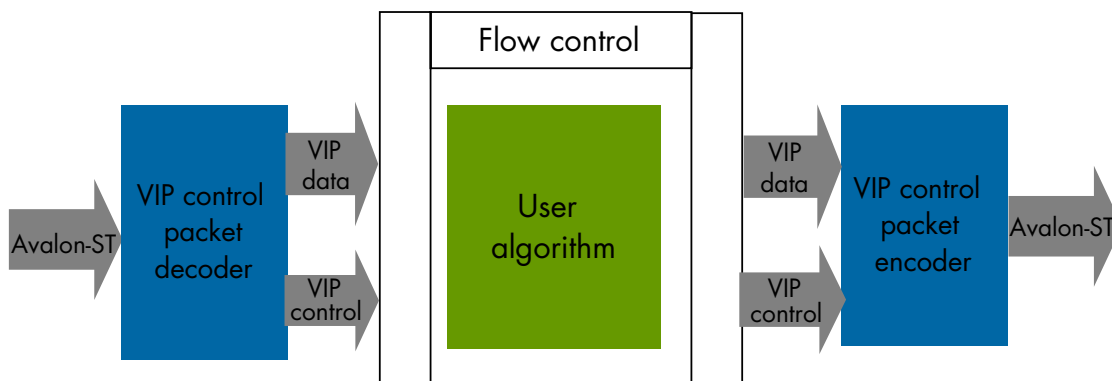 Flow control
Avalon-ST
VIP control
packet
decoder
VIP
data
VIP
control
User
algorithm
VIP
data
VIP
control
VIP control
packet
encoder
Avalon-ST